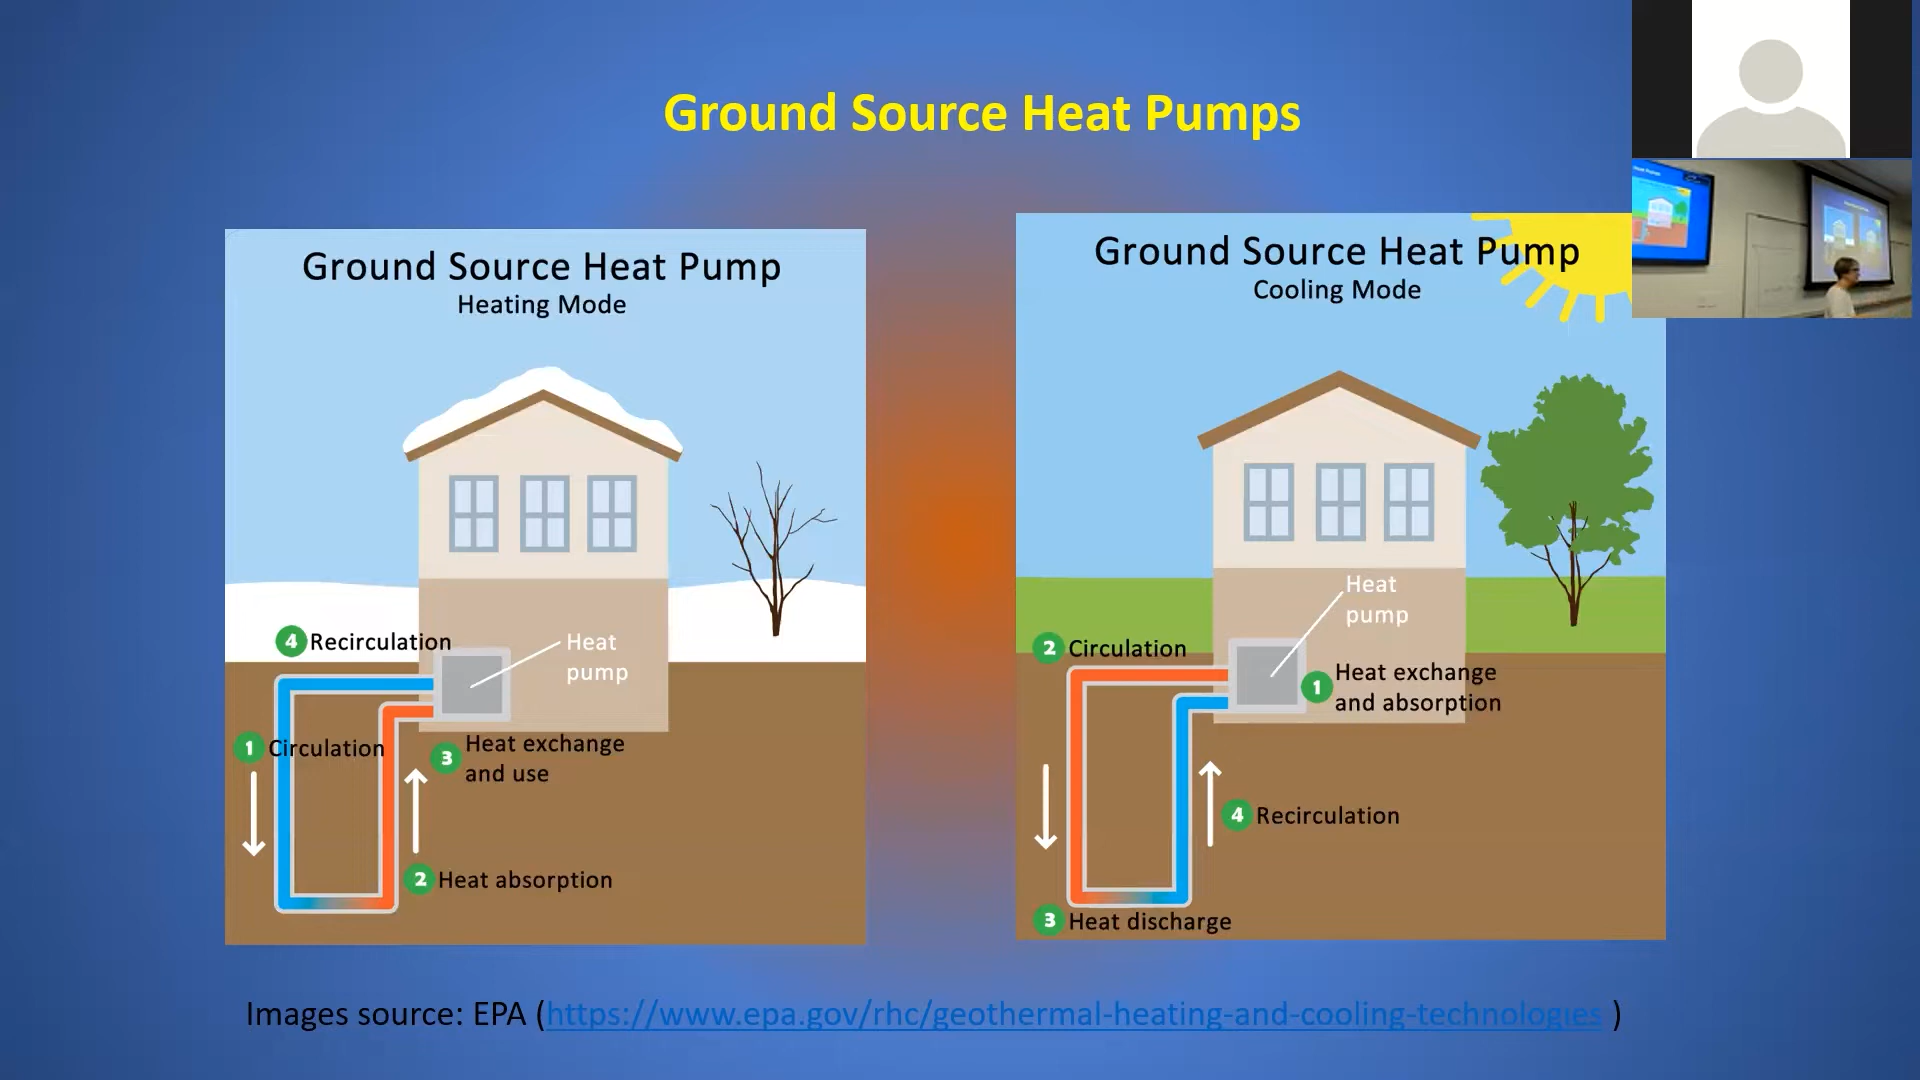 Ground Source Heat Pumps
Ground Source Heat Pump
Heating Mode
4 Recirculation
Heat
pump
1 Circulation
3 Heat exchange
and use
2 Heat absorption
Ground Source Heat Pump
Cooling Mode
Heat
pump
2 Circulation
1 Heat exchange
and absorption
4 Recirculation
3 Heat discharge
Images source: EPA (https://www.epa.gov/rhc/geothermal-heating-and-cooling-technologies )